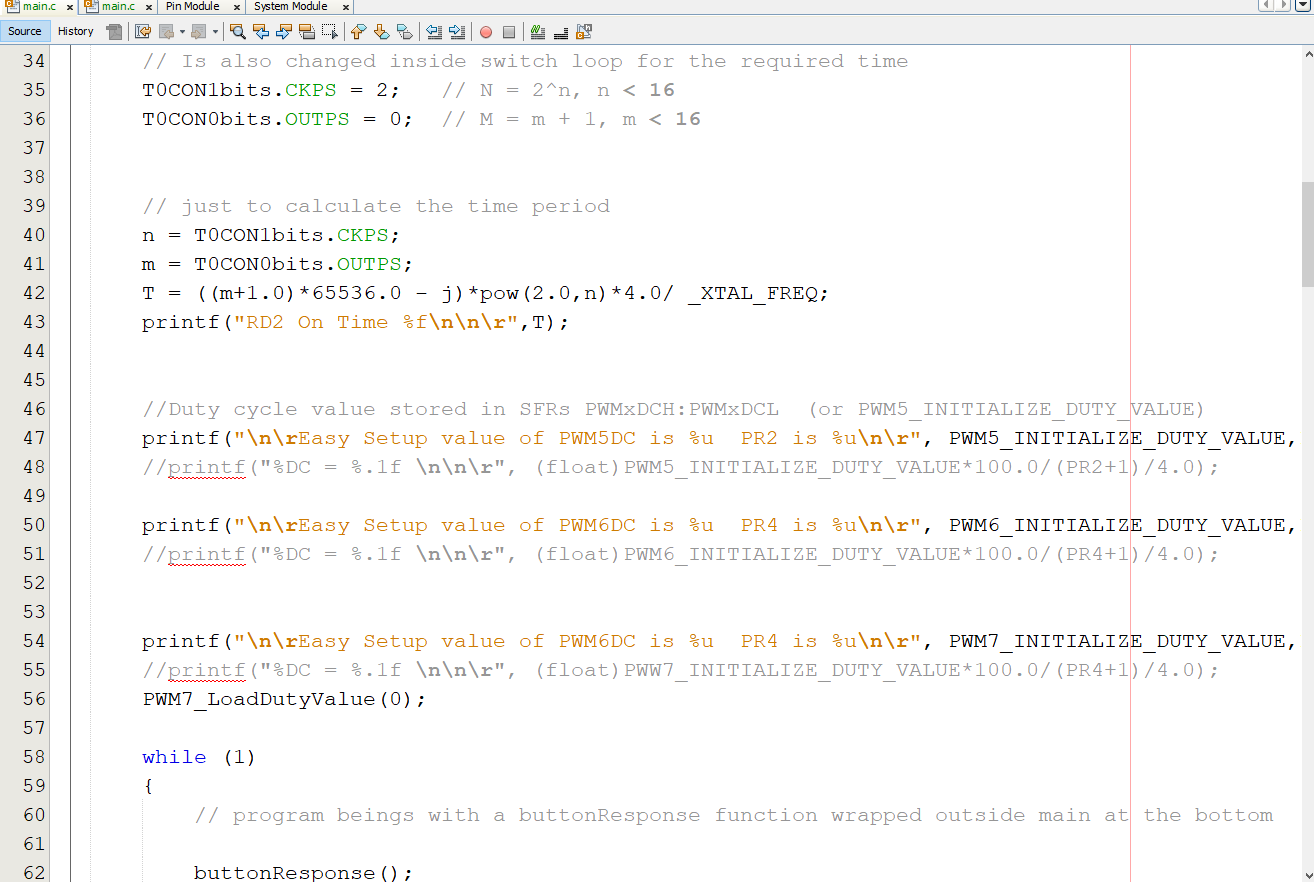 main.c x main.c x Pin Module x System Module x
Source History
34 // Is also changed inside switch loop for the required time
35 T0CON1bits.CKPS = 2; // N = 2^n, n < 16
36 T0CON0bits.OUTPS = 0; // M = m + 1, m < 16
37
38
39 // just to calculate the time period
40 n = T0CON1bits.CKPS;
41 m = T0CON0bits.OUTPS;
42 T = ((m+1.0)*65536.0 - j)*pow(2.0,n)*4.0/ _XTAL_FREQ;
43 printf("RD2 On Time %f\n\n\r",T);
44
45
46 //Duty cycle value stored in SFRs PWMxDCH:PWMxDCL (or PWM5_INITIALIZE_DUTY_VALUE)
47 printf("\n\rEasy Setup value of PWM5DC is %u PR2 is %u\n\r", PWM5_INITIALIZE_DUTY_VALUE,
48 //printf("%DC = %.1f \n\n\r", (float)PWM5_INITIALIZE_DUTY_VALUE*100.0/(PR2+1)/4.0);
49
50 printf("\n\rEasy Setup value of PWM6DC is %u PR4 is %u\n\r", PWM6_INITIALIZE_DUTY_VALUE,
51 //printf("%DC = %.1f \n\n\r", (float)PWM6_INITIALIZE_DUTY_VALUE*100.0/(PR4+1)/4.0);
52
53
54 printf("\n\rEasy Setup value of PWM6DC is %u PR4 is %u\n\r", PWM7_INITIALIZE_DUTY_VALUE,
55 //printf("%DC = %.1f \n\n\r", (float)PWW7_INITIALIZE_DUTY_VALUE*100.0/(PR4+1)/4.0);
56 PWM7_LoadDutyValue(0);
57
58 while (1)
59 {
60 // program beings with a buttonResponse function wrapped outside main at the bottom
61
62 buttonResponse();